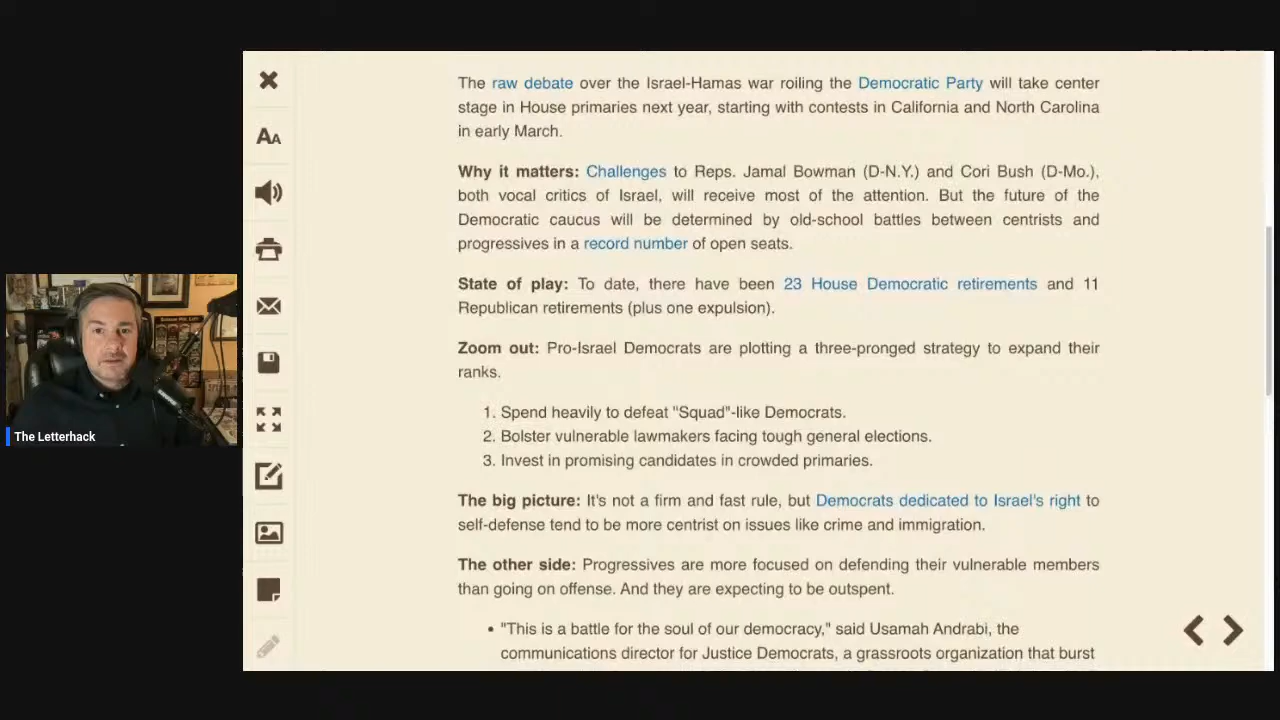 The raw debate over the Israel-Hamas war roiling the Democratic Party will take center
stage in House primaries next year, starting with contests in California and North Carolina
in early March.
Why it matters: Challenges to Reps. Jamal Bowman (D-N.Y.) and Cori Bush (D-Mo.),
both vocal critics of Israel, will receive most of the attention. But the future of the
Democratic caucus will be determined by old-school battles between centrists and
progressives in a record number of open seats.
State of play: To date, there have been 23 House Democratic retirements and 11
Republican retirements (plus one expulsion).
Zoom out: Pro-Israel Democrats are plotting a three-pronged strategy to expand their
ranks.
1. Spend heavily to defeat "Squad"-like Democrats.
2. Bolster vulnerable lawmakers facing tough general elections.
3. Invest in promising candidates in crowded primaries.
The big picture: It's not a firm and fast rule, but Democrats dedicated to Israel's right to
self-defense tend to be more centrist on issues like crime and immigration.
The other side: Progressives are more focused on defending their vulnerable members
than going on offense. And they are expecting to be outspent.
• "This is a battle for the soul of our democracy," said Usamah Andrabi, the
communications director for Justice Democrats, a grassroots organization that burst
AA
The Letterhack